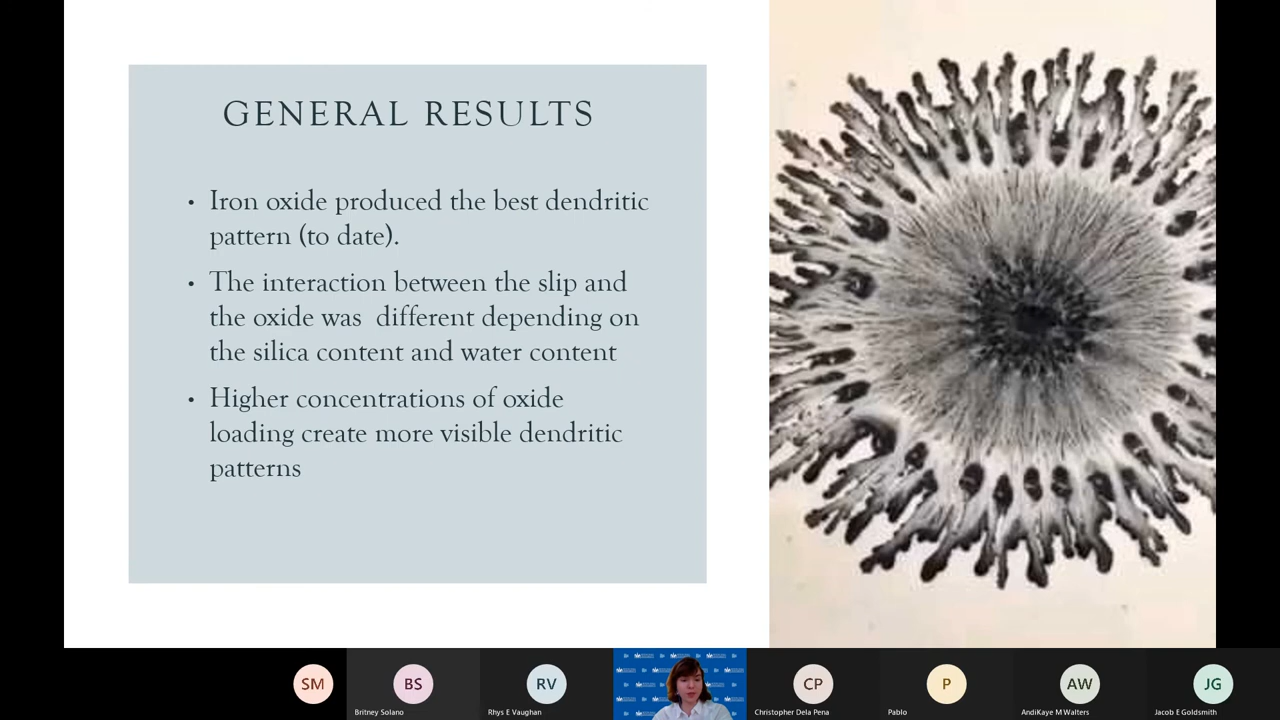 GENERAL RESULTS
• Iron oxide produced the best dendritic
pattern (to date).
• The interaction between the slip and
the oxide was  different depending on
the silica content and water content
• Higher concentrations of oxide
loading create more visible dendritic
patterns
SM
BS
RV
CP
P
AW
JG
Britney Solano
Rhys E Vaughan
Christopher Dela Pena
Pablo
AndiKaye M Walters
Jacob E Goldsmith